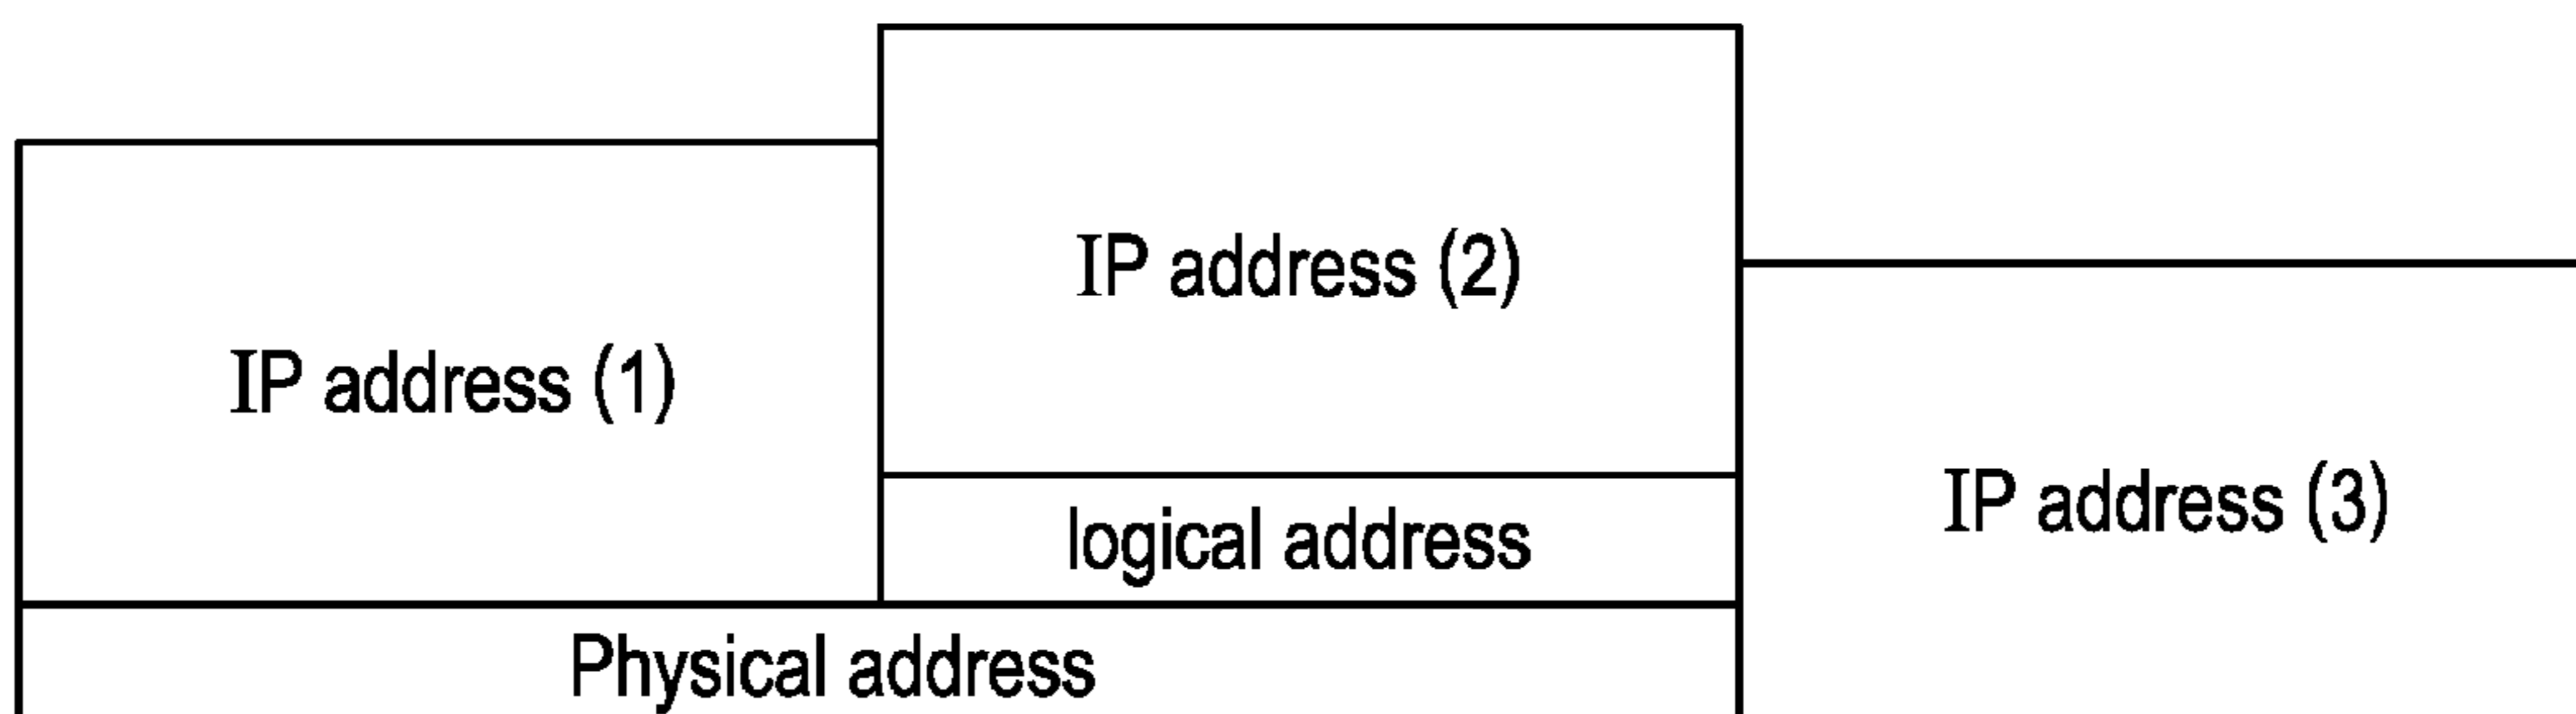 IP address (1)
IP address (2)
logical address
IP address (3)
Physical address